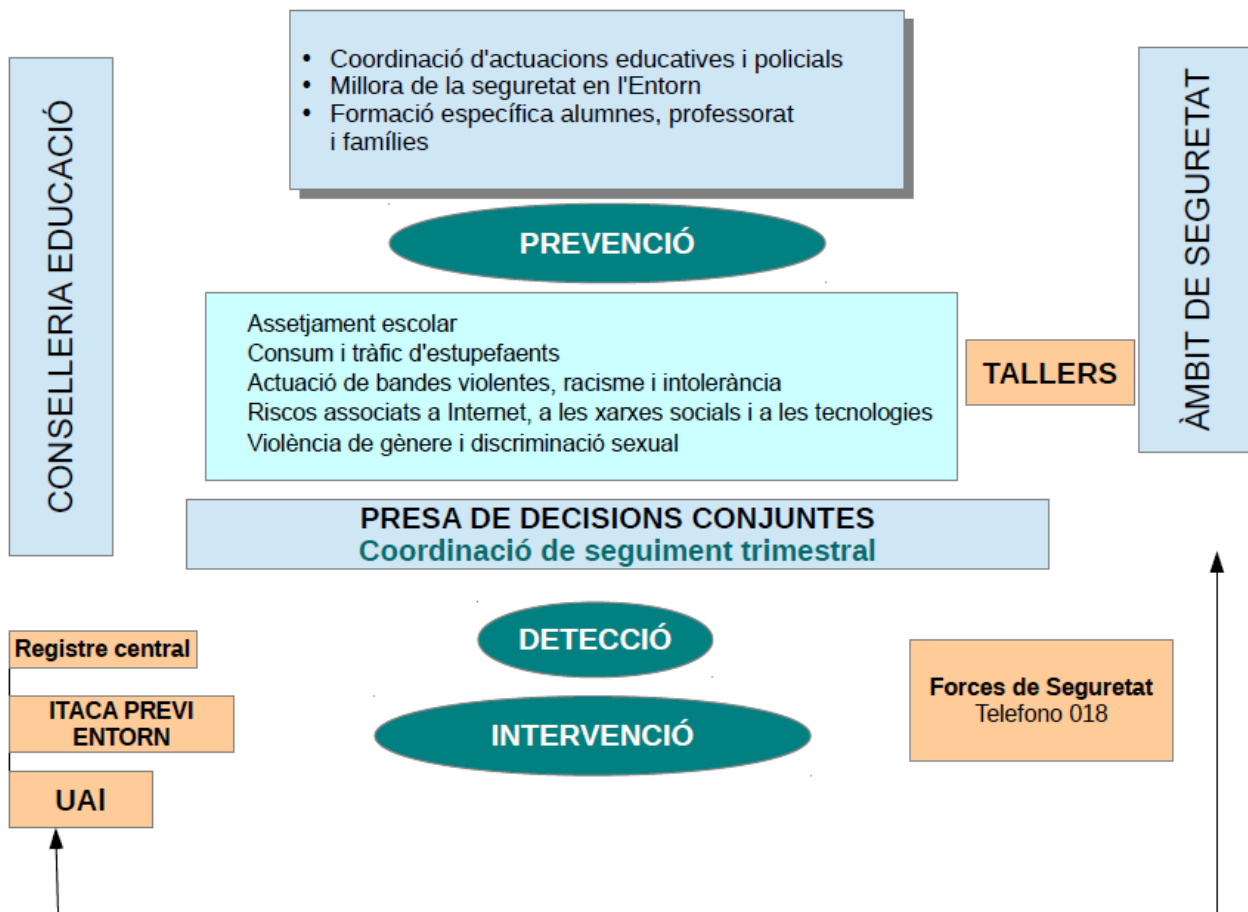 CONSELLERIA EDUCACIÓ
• Coordinació d'actuacions educatives i policials
• Millora de la seguretat en l'Entorn
• Formació específica alumnes, professorat
i famílies
ÀMBIT DE SEGURETAT
PREVENCIÓ
Assetjament escolar
Consum i tràfic d'estupefaents
Actuació de bandes violentes, racisme i intolerància
Riscos associats a Internet, a les xarxes socials i a les tecnologies
Violència de gènere i discriminació sexual
TALLERS
PRESA DE DECISIONS CONJUNTES
Coordinació de seguiment trimestral
DETECCIÓ
INTERVENCIÓ
Registre central
ITACA PREVI
ENTORN
UAl
Forces de Seguretat
Telefono 018